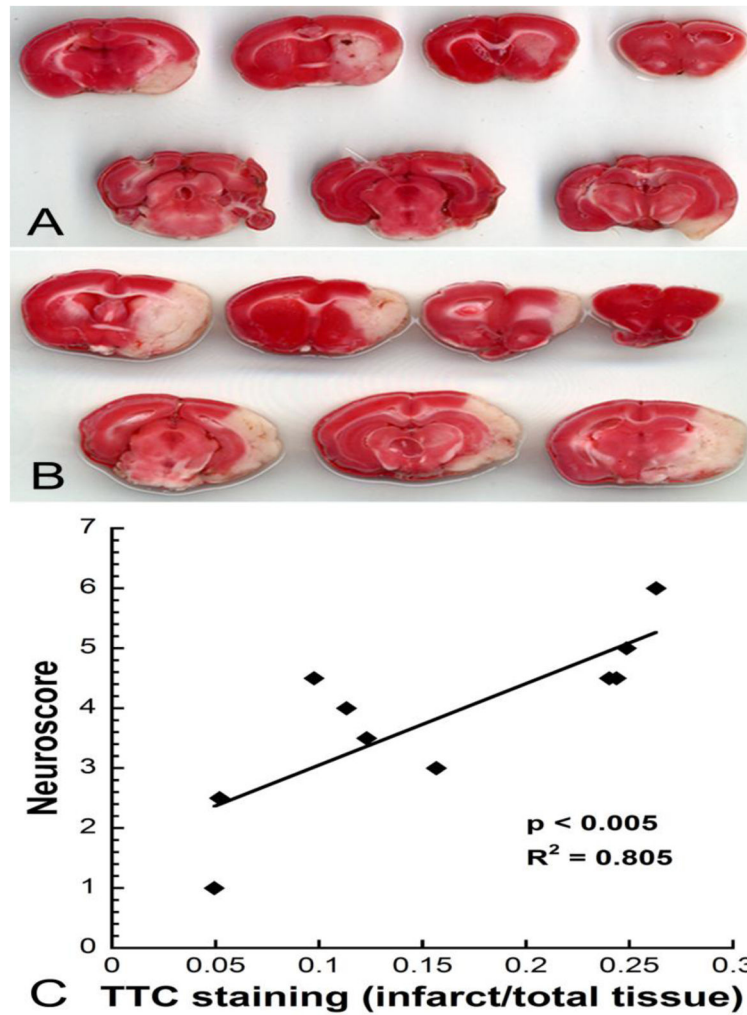 A
B
7
6
5
4
3
2
1
0
Neuroscore
p < 0.005
R² = 0.805
0 0.05 0.1 0.15 0.2 0.25 0.3
C TTC staining (infarct/total tissue)